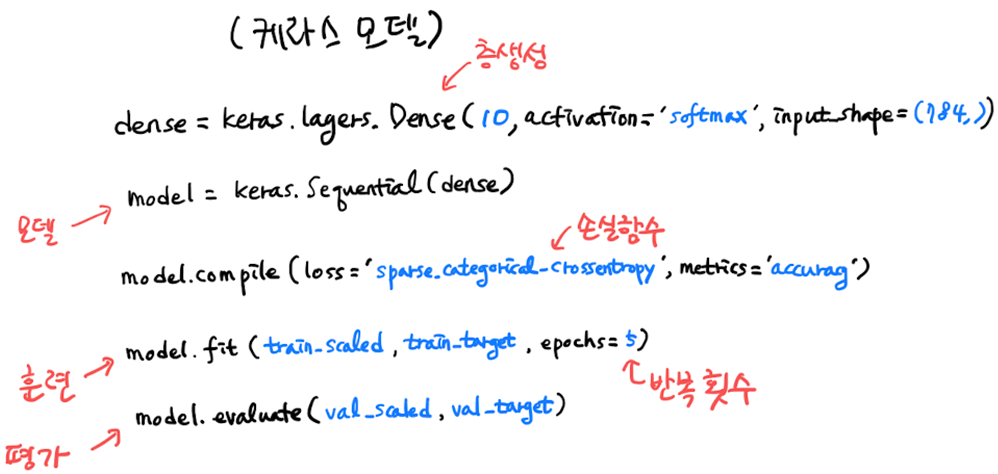 (케라스 모델)
층생성
dense = keras.layers.Dense(10, activation='softmax', input_shape=(784,))
모델
model = keras.Sequential(dense)
손실함수
model.compile(loss='sparse_categorical_crossentropy', metrics='accuracy')
훈련
model.fit(train_scaled, train_target, epochs=5)
반복 횟수
평가
model.evaluate(val_scaled, val_target)